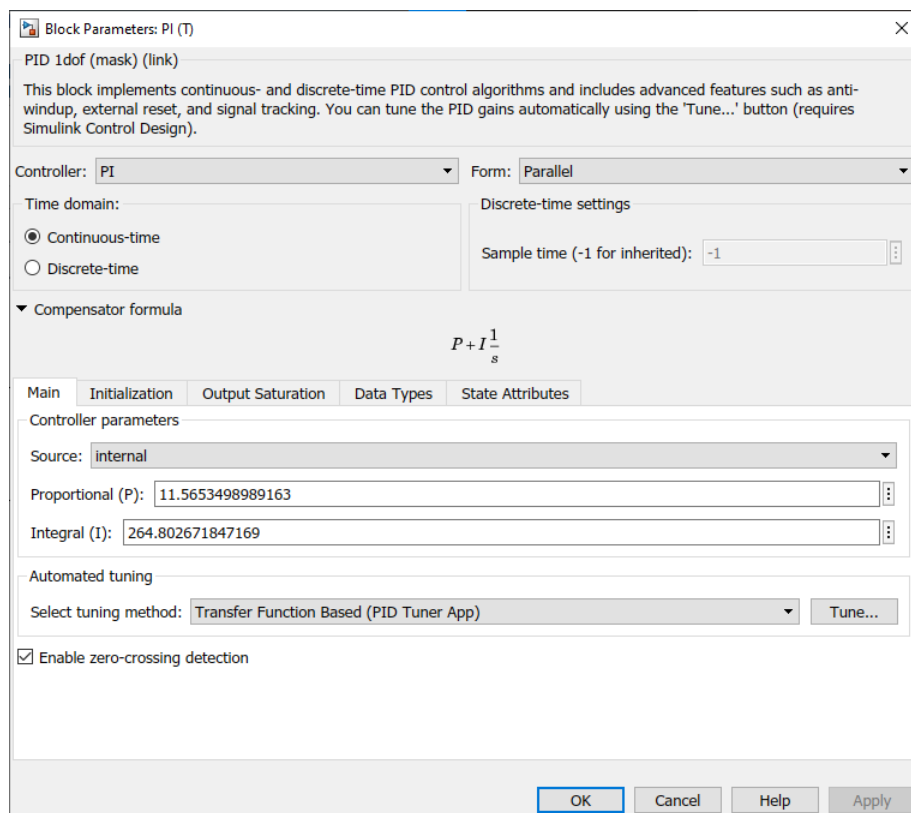 Block Parameters: PI (T)
PID 1dof (mask) (link)
This block implements continuous- and discrete-time PID control algorithms and includes advanced features such as anti-
windup, external reset, and signal tracking. You can tune the PID gains automatically using the 'Tune...' button (requires
Simulink Control Design).
Controller: PI Form: Parallel
Time domain: Discrete-time settings
Continuous-time
Sample time (-1 for inherited): -1
Discrete-time
Compensator formula
P + I 1/s
Main Initialization Output Saturation Data Types State Attributes
Controller parameters
Source: internal
Proportional (P): 11.5653498989163
Integral (I): 264.802671847169
Automated tuning
Select tuning method: Transfer Function Based (PID Tuner App) Tune...
Enable zero-crossing detection
OK Cancel Help Apply